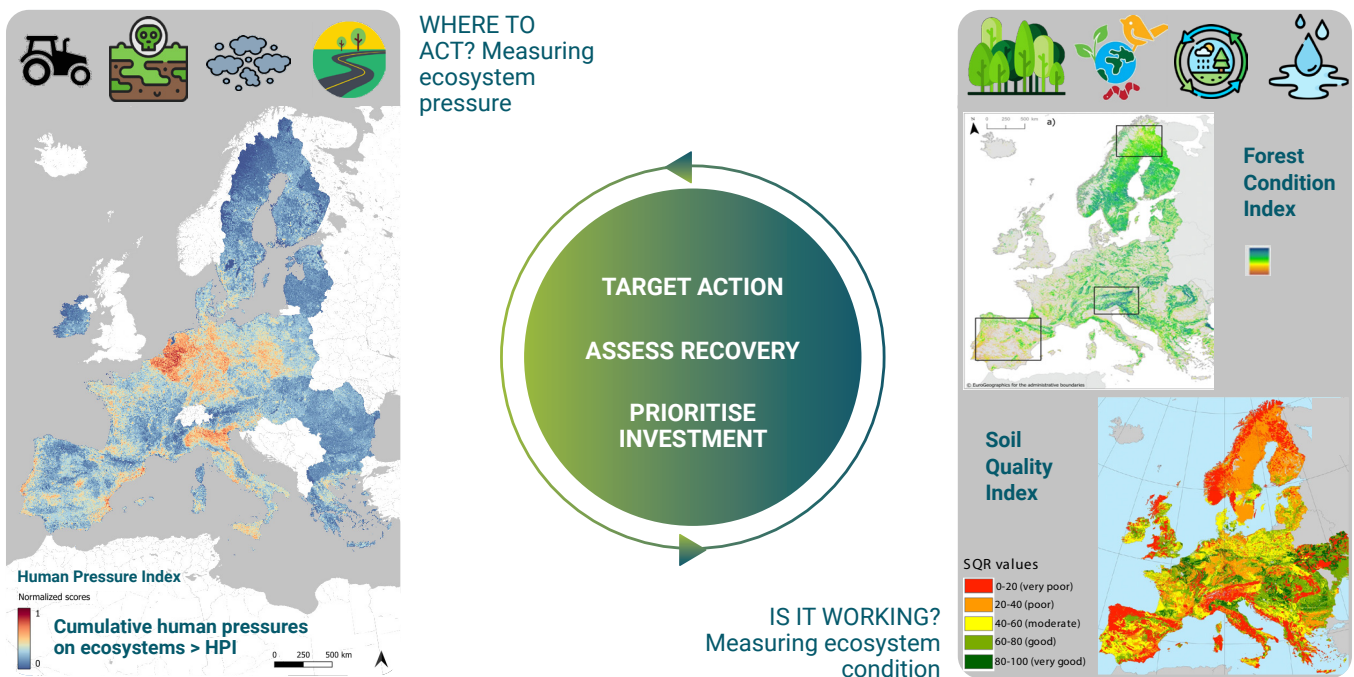 WHERE TO
ACT? Measuring
ecosystem
pressure
Human Pressure Index
Normalized scores
1
0
Cumulative human pressures
on ecosystems > HPI
0 250 500 km
TARGET ACTION
ASSESS RECOVERY
PRIORITISE
INVESTMENT
IS IT WORKING?
Measuring ecosystem
condition
N
0 250 500 km
a)
© EuroGeographics for the administrative boundaries
Forest
Condition
Index
Soil
Quality
Index
SQR values
0-20 (very poor)
20-40 (poor)
40-60 (moderate)
60-80 (good)
80-100 (very good)